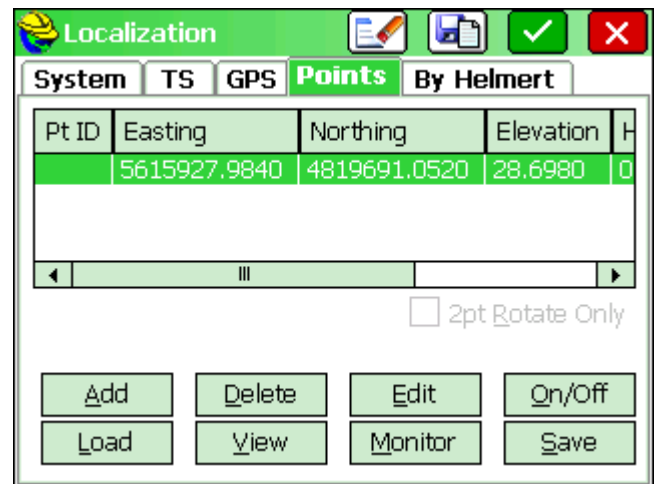 Localization
System TS GPS Points By Helmert
Pt ID Easting Northing Elevation H
5615927.9840 4819691.0520 28.6980 0
2pt Rotate Only
Add Delete Edit On/Off
Load View Monitor Save